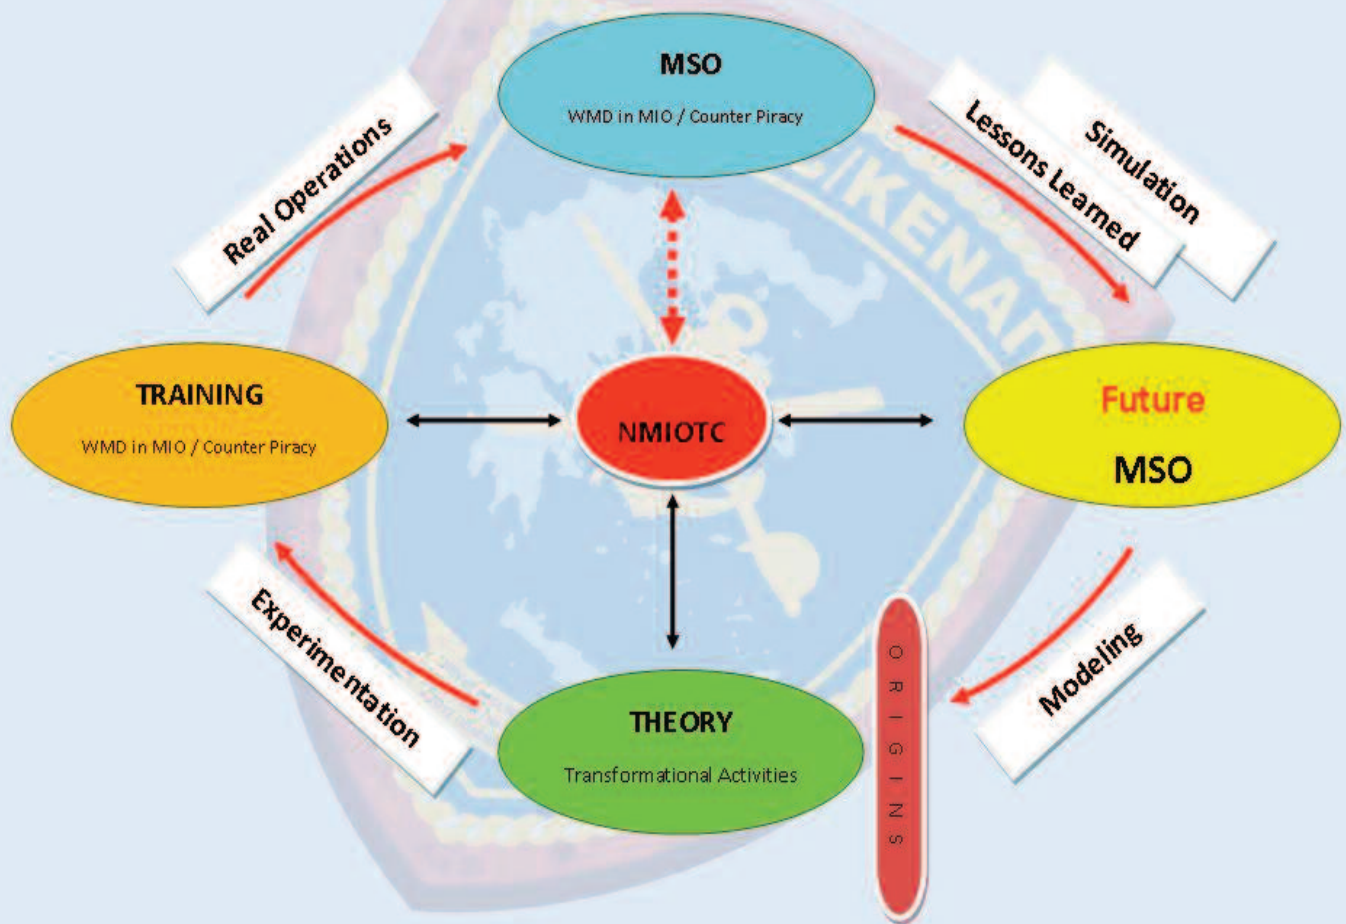 MSO
WMD in MIO / Counter Piracy
Real Operations
Lessons Learned
Simulation
C/ΚΕΝΑΠ
TRAINING
WMD in MIO / Counter Piracy
NMIOTC
Future
MSO
Experimentation
THEORY
Transformational Activities
ORIGINS
Modeling